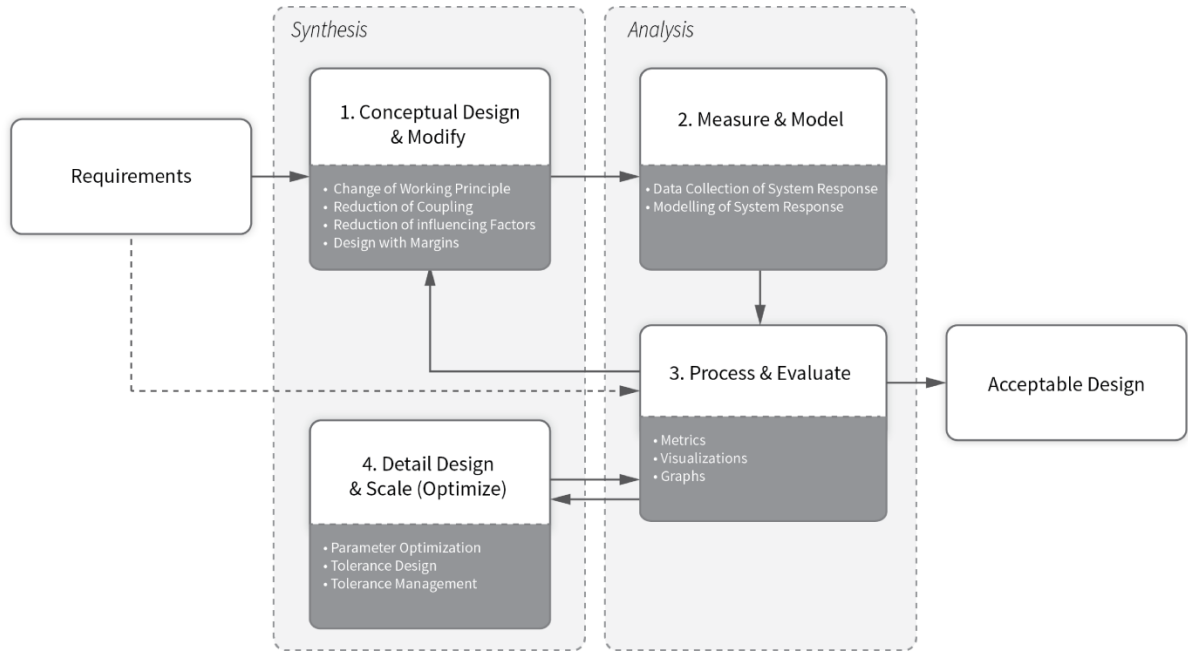 Synthesis
Analysis
Requirements
1. Conceptual Design
& Modify
• Change of Working Principle
• Reduction of Coupling
• Reduction of influencing Factors
• Design with Margins
2. Measure & Model
• Data Collection of System Response
• Modelling of System Response
3. Process & Evaluate
• Metrics
• Visualizations
• Graphs
Acceptable Design
4. Detail Design
& Scale (Optimize)
• Parameter Optimization
• Tolerance Design
• Tolerance Management